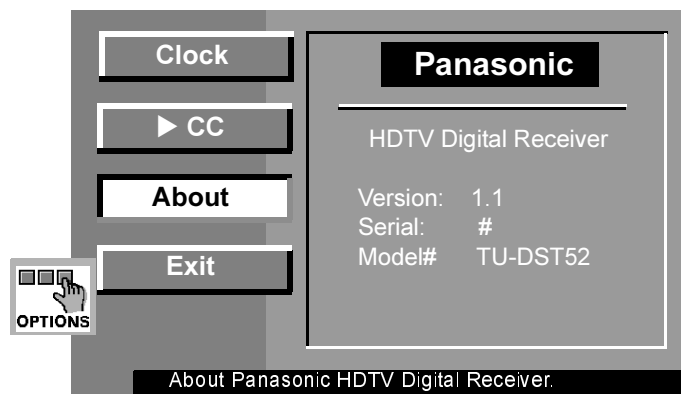 Clock
▶ CC
About
Exit
OPTIONS
Panasonic
HDTV Digital Receiver
Version: 1.1
Serial: #
Model# TU-DST52
About Panasonic HDTV Digital Receiver.